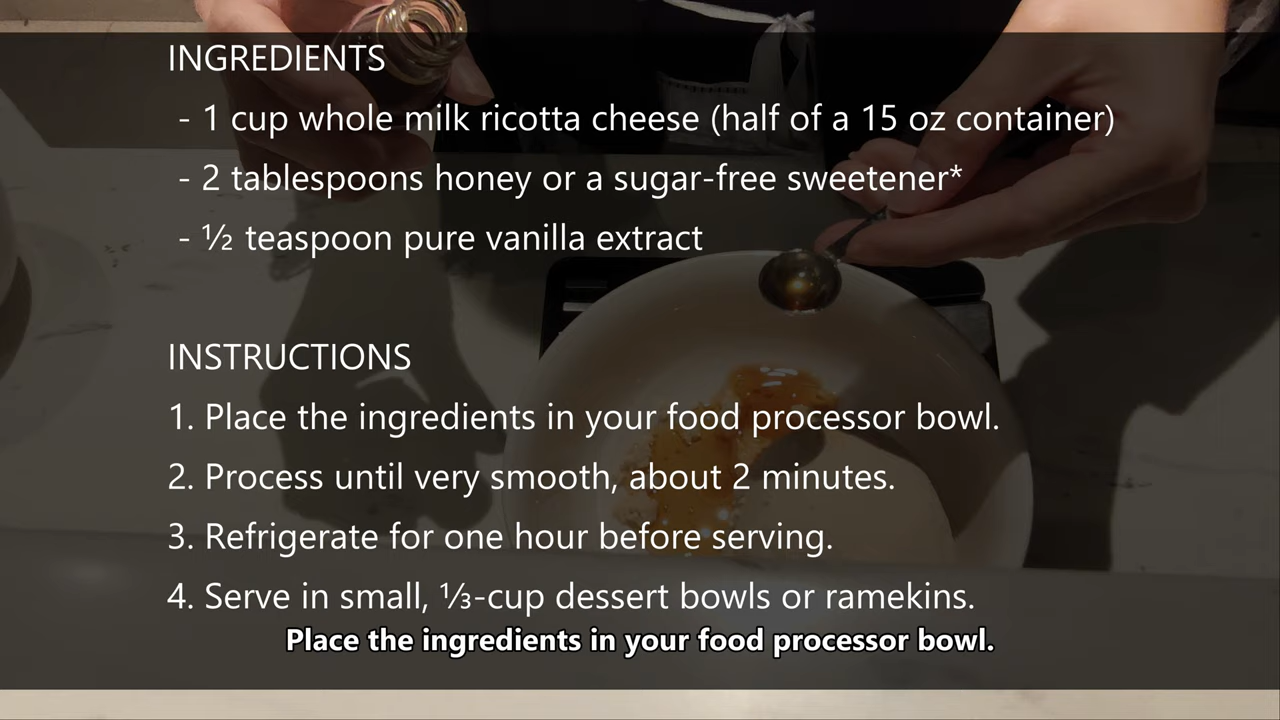 INGREDIENTS
- 1 cup whole milk ricotta cheese (half of a 15 oz container)
- 2 tablespoons honey or a sugar-free sweetener*
- ½ teaspoon pure vanilla extract
INSTRUCTIONS
1. Place the ingredients in your food processor bowl.
2. Process until very smooth, about 2 minutes.
3. Refrigerate for one hour before serving.
4. Serve in small, ⅓-cup dessert bowls or ramekins.
Place the ingredients in your food processor bowl.